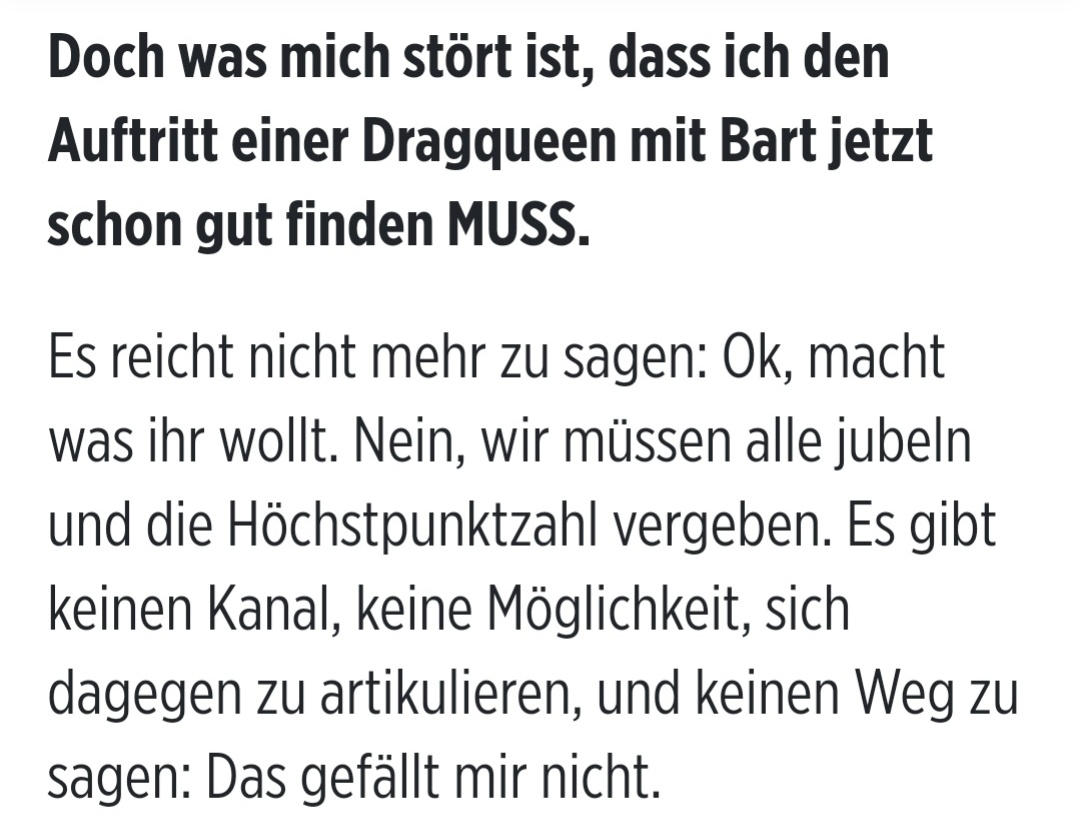 Doch was mich stört ist, dass ich den
Auftritt einer Dragqueen mit Bart jetzt
schon gut finden MUSS.
Es reicht nicht mehr zu sagen: Ok, macht
was ihr wollt. Nein, wir müssen alle jubeln
und die Höchstpunktzahl vergeben. Es gibt
keinen Kanal, keine Möglichkeit, sich
dagegen zu artikulieren, und keinen Weg zu
sagen: Das gefällt mir nicht.